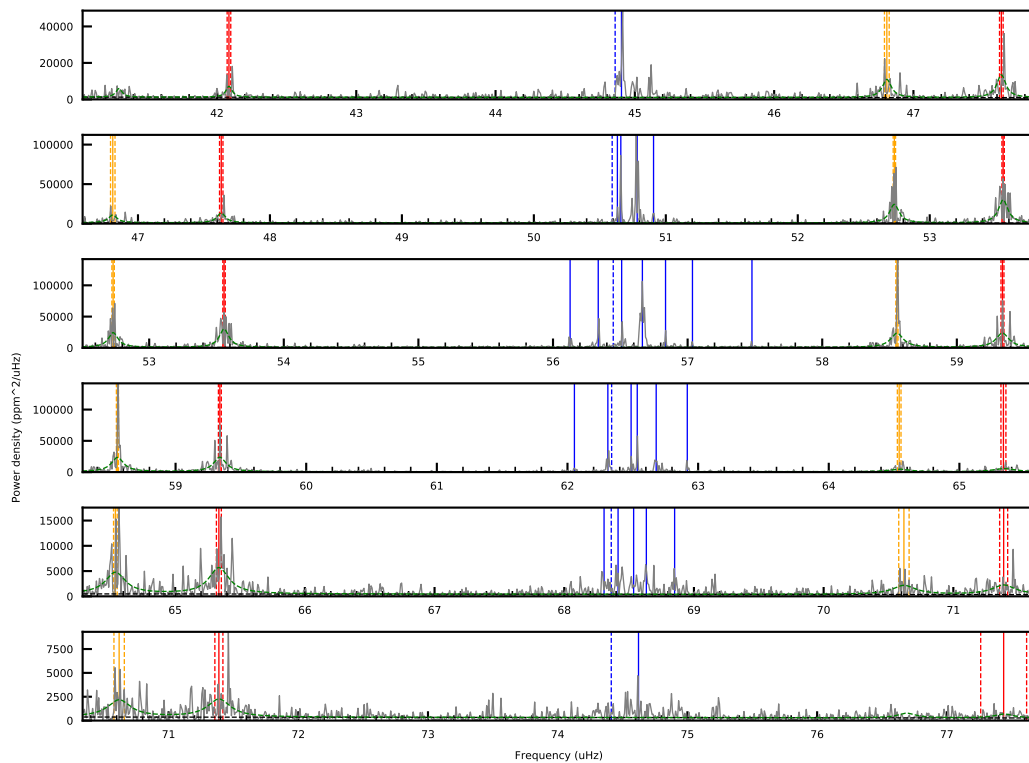 40000
20000
0
42 43 44 45 46 47
100000
50000
0
47 48 49 50 51 52 53
100000
50000
0
53 54 55 56 57 58 59
Power density (ppm^2/uHz)
100000
50000
0
59 60 61 62 63 64 65
15000
10000
5000
0
65 66 67 68 69 70 71
7500
5000
2500
0
71 72 73 74 75 76 77
Frequency (uHz)